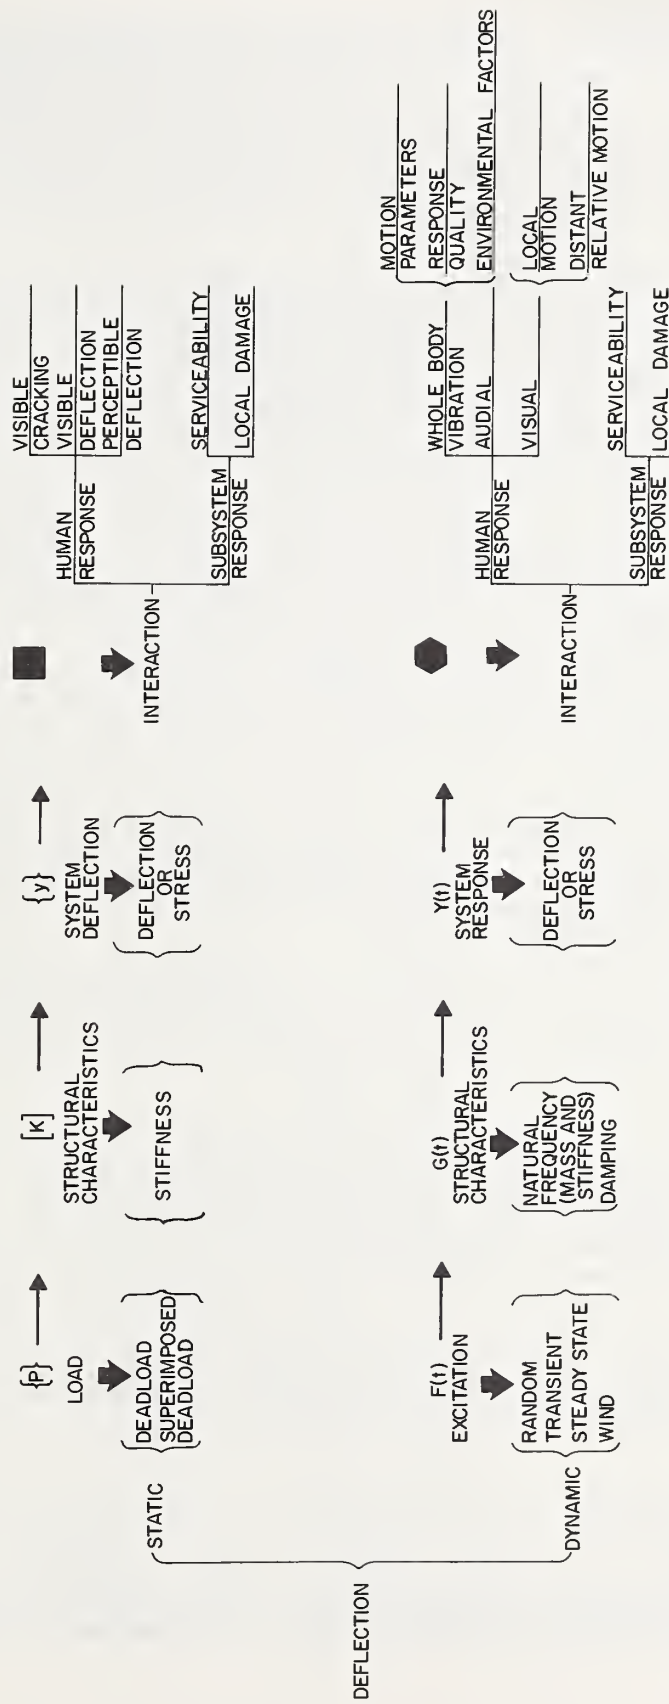 DEFLECTION
STATIC
{P}
LOAD
DEADLOAD
SUPERIMPOSED
DEADLOAD
[K]
STRUCTURAL
CHARACTERISTICS
STIFFNESS
{y}
SYSTEM
DEFLECTION
DEFLECTION
OR
STRESS
INTERACTION
HUMAN
RESPONSE
VISIBLE
CRACKING
VISIBLE
DEFLECTION
PERCEPTIBLE
DEFLECTION
SUBSYSTEM
RESPONSE
SERVICEABILITY
LOCAL DAMAGE
DYNAMIC
F(t)
EXCITATION
RANDOM
TRANSIENT
STEADY STATE
WIND
G(t)
STRUCTURAL
CHARACTERISTICS
NATURAL
FREQUENCY
(MASS AND
STIFFNESS)
DAMPING
Y(t)
SYSTEM
RESPONSE
DEFLECTION
OR
STRESS
INTERACTION
HUMAN
RESPONSE
WHOLE BODY
VIBRATION
AUDIAL
VISUAL
MOTION
PARAMETERS
RESPONSE
QUALITY
ENVIRONMENTAL FACTORS
LOCAL
MOTION
DISTANT
RELATIVE MOTION
SUBSYSTEM
RESPONSE
SERVICEABILITY
LOCAL DAMAGE